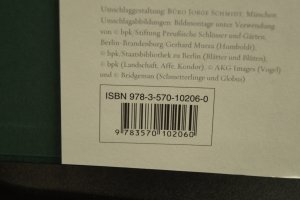 Umschlaggestaltung: BÜRO JORGE SCHMIDT, München
Umschlagabbildungen: Bildmontage unter Verwendung
von © bpk/Stiftung Preußische Schlösser und Gärten,
Berlin-Brandenburg/Gerhard Murza (Humboldt),
© bpk/Staatsbibliothek zu Berlin (Blätter und Blüten),
© bpk (Landschaft, Affe, Kondor), © AKG-Images (Vogel)
und © Bridgeman (Schmetterlinge und Globus)
ISBN 978-3-570-10206-0
9 783570 102060